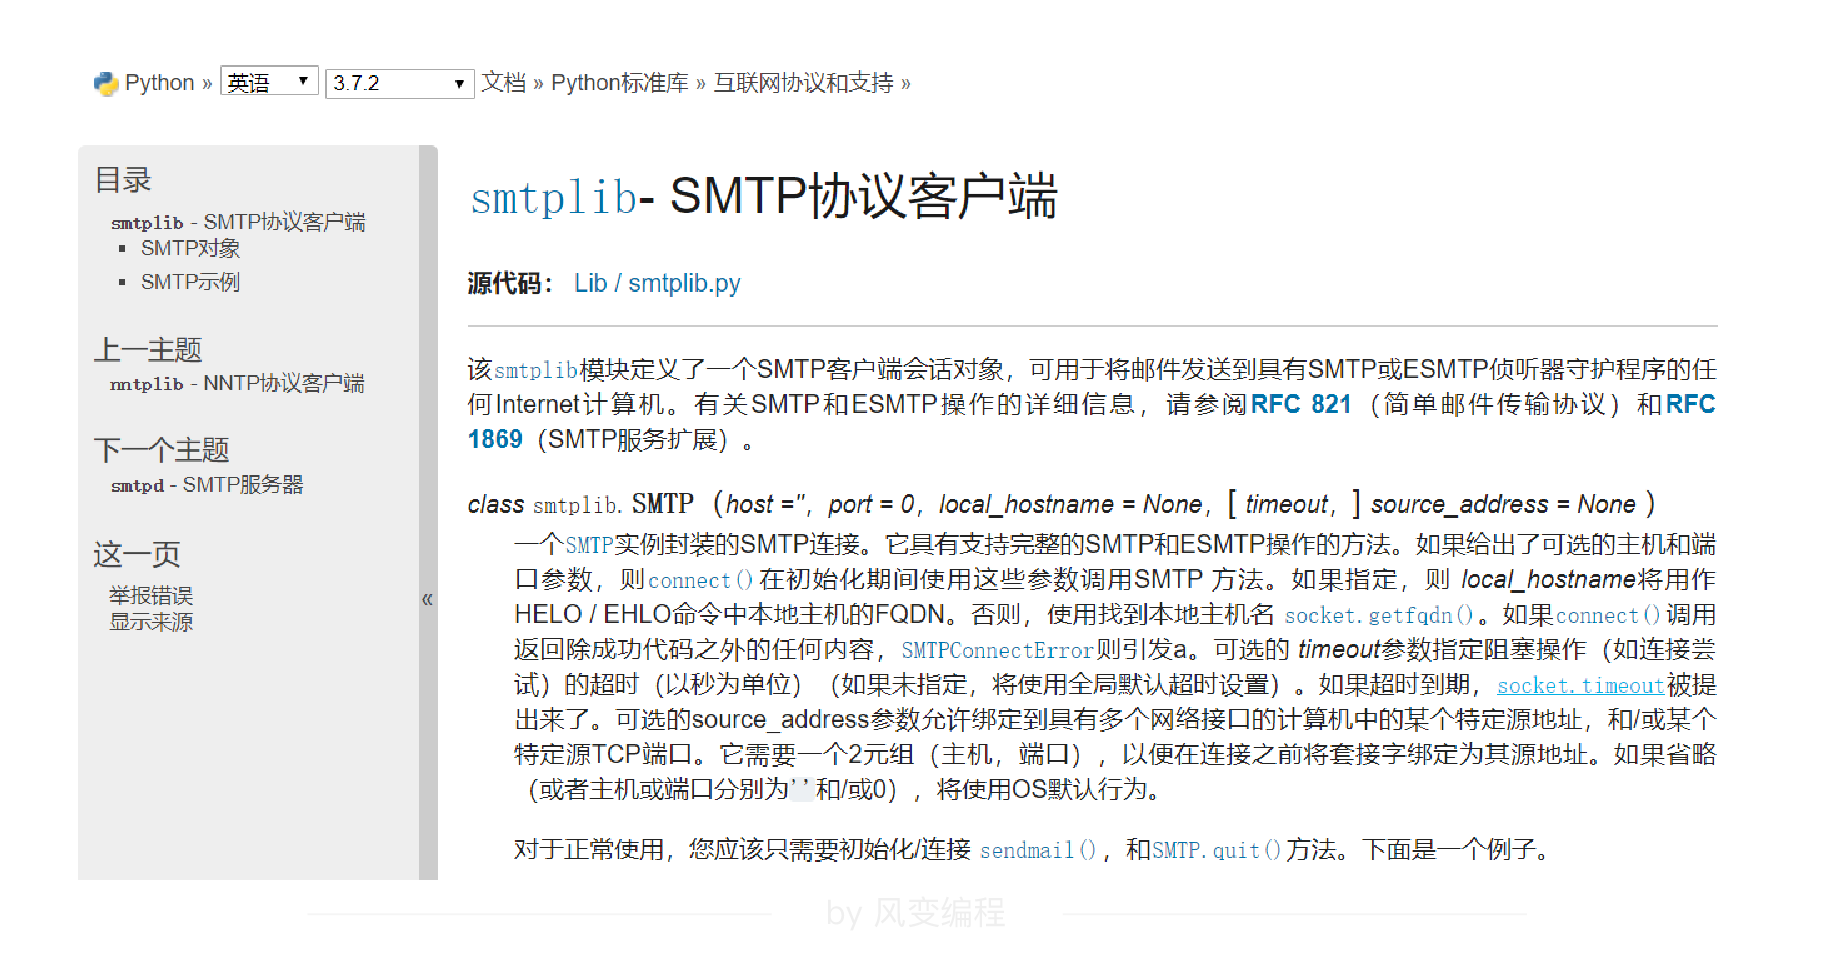 Python » 英语 3.7.2 文档 » Python标准库 » 互联网协议和支持 »
目录
smtplib - SMTP协议客户端
▪ SMTP对象
▪ SMTP示例
上一主题
nntplib - NNTP协议客户端
下一个主题
smtpd - SMTP服务器
这一页
举报错误
显示来源
«
smtplib- SMTP协议客户端
源代码： Lib / smtplib.py
该smtplib模块定义了一个SMTP客户端会话对象，可用于将邮件发送到具有SMTP或ESMTP侦听器守护程序的任
何Internet计算机。有关SMTP和ESMTP操作的详细信息，请参阅RFC 821（简单邮件传输协议）和RFC
1869（SMTP服务扩展）。
class smtplib. SMTP（host =''，port = 0，local_hostname = None，[ timeout，] source_address = None ）
一个SMTP实例封装的SMTP连接。它具有支持完整的SMTP和ESMTP操作的方法。如果给出了可选的主机和端
口参数，则connect()在初始化期间使用这些参数调用SMTP 方法。如果指定，则 local_hostname将用作
HELO / EHLO命令中本地主机的FQDN。否则，使用找到本地主机名 socket.getfqdn()。如果connect()调用
返回除成功代码之外的任何内容，SMTPConnectError则引发a。可选的 timeout参数指定阻塞操作（如连接尝
试）的超时（以秒为单位）（如果未指定，将使用全局默认超时设置）。如果超时到期，socket.timeout被提
出来了。可选的source_address参数允许绑定到具有多个网络接口的计算机中的某个特定源地址，和/或某个
特定源TCP端口。它需要一个2元组（主机，端口），以便在连接之前将套接字绑定为其源地址。如果省略
（或者主机或端口分别为''和/或0），将使用OS默认行为。
对于正常使用，您应该只需要初始化/连接 sendmail()，和SMTP.quit()方法。下面是一个例子。
by 风变编程